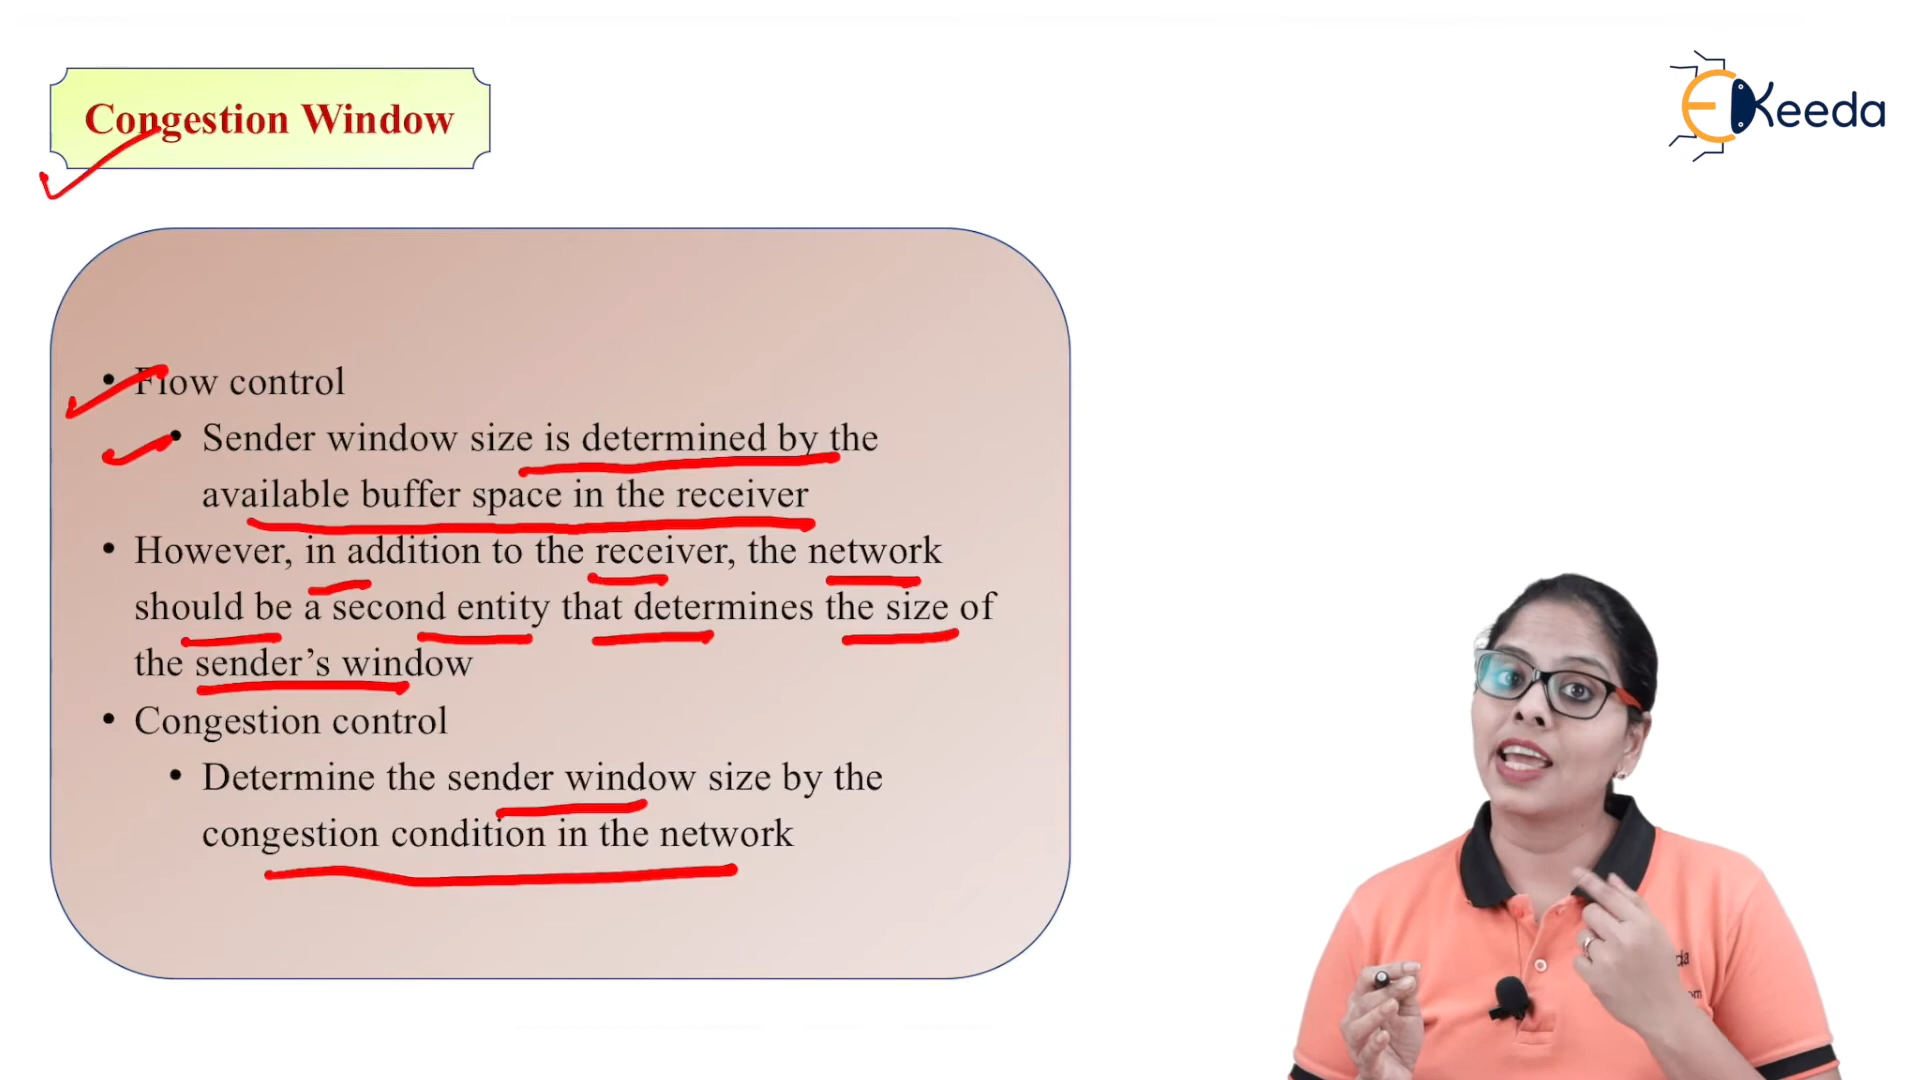 Congestion Window
EKeeda
• Flow control
• Sender window size is determined by the
available buffer space in the receiver
• However, in addition to the receiver, the network
should be a second entity that determines the size of
the sender’s window
• Congestion control
• Determine the sender window size by the
congestion condition in the network